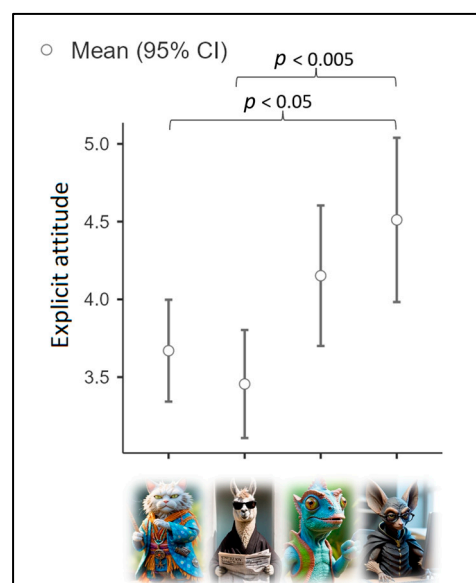 Mean (95% CI)
p < 0.005
p < 0.05
Explicit attitude
5.0
4.5
4.0
3.5